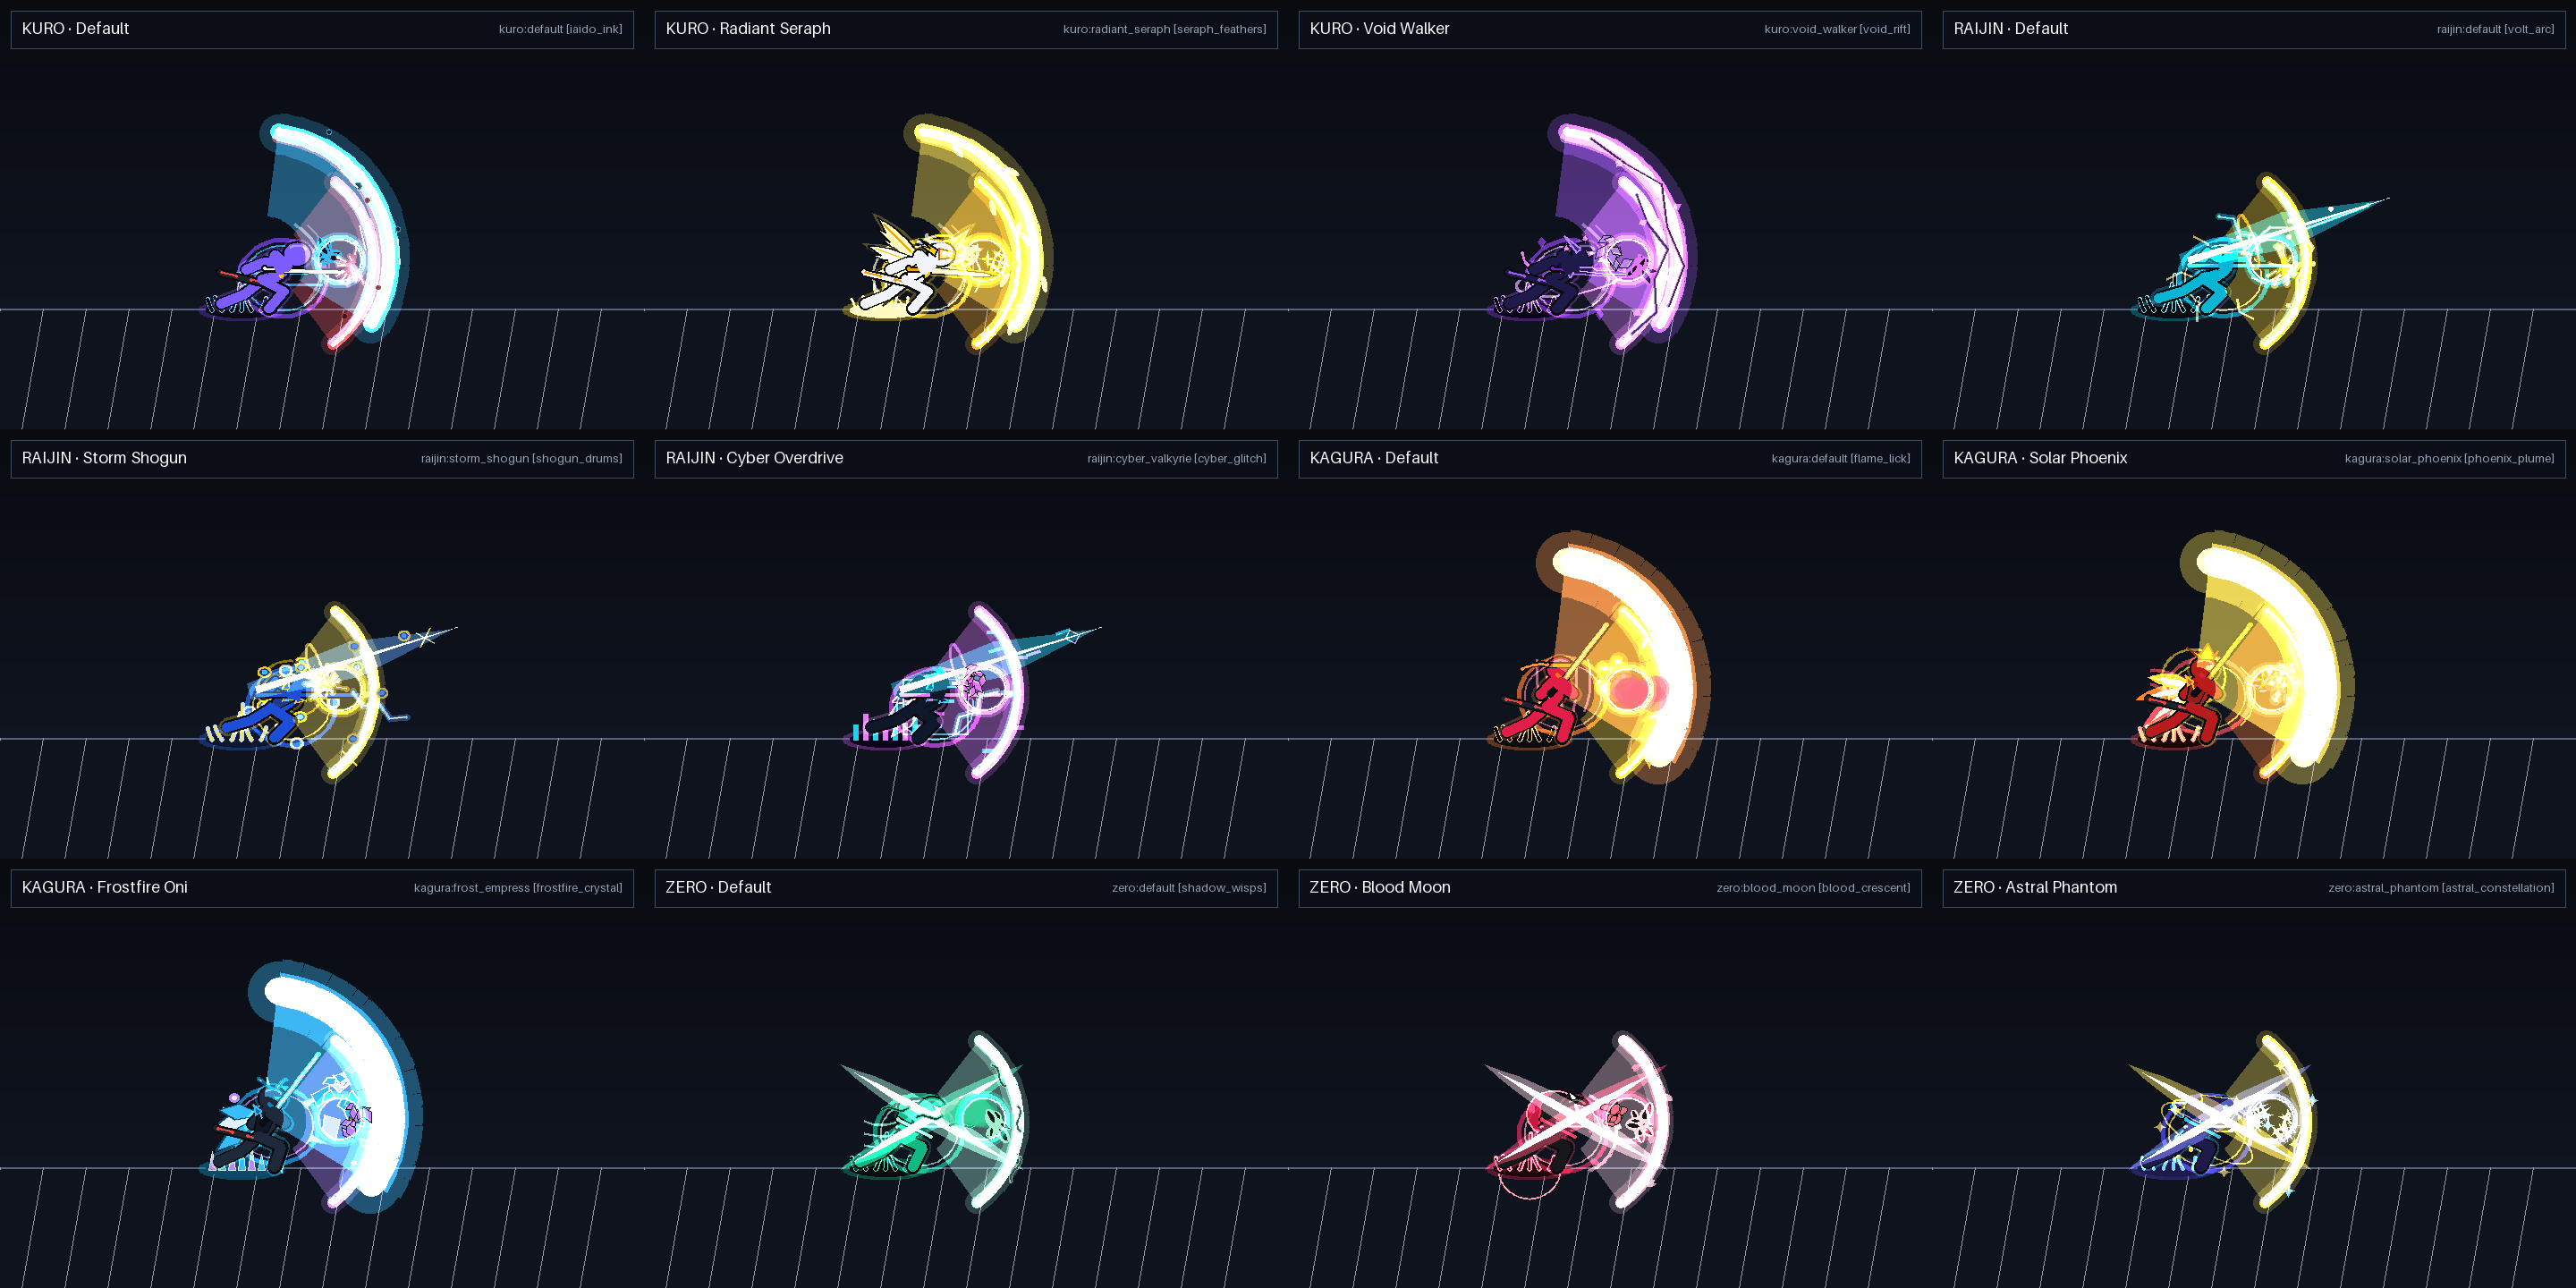 KURO · Default kuro:default [iaido_ink]
KURO · Radiant Seraph kuro:radiant_seraph [seraph_feathers]
KURO · Void Walker kuro:void_walker [void_rift]
RAIJIN · Default raijin:default [volt_arc]
RAIJIN · Storm Shogun raijin:storm_shogun [shogun_drums]
RAIJIN · Cyber Overdrive raijin:cyber_valkyrie [cyber_glitch]
KAGURA · Default kagura:default [flame_lick]
KAGURA · Solar Phoenix kagura:solar_phoenix [phoenix_plume]
KAGURA · Frostfire Oni kagura:frost_empress [frostfire_crystal]
ZERO · Default zero:default [shadow_wisps]
ZERO · Blood Moon zero:blood_moon [blood_crescent]
ZERO · Astral Phantom zero:astral_phantom [astral_constellation]